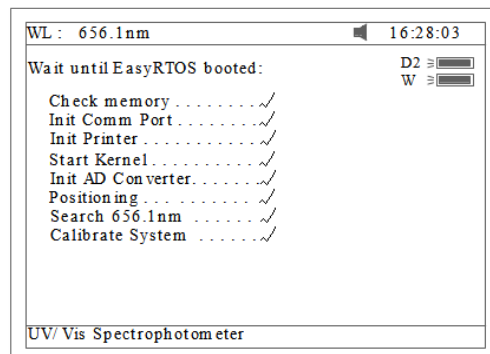 WL: 656.1nm 16:28:03
Wait until EasyRTOS booted:
D2
W
Check memory.........✓
Init Comm Port........✓
Init Printer............✓
Start Kernel...........✓
Init AD Converter.......✓
Positioning ...........✓
Search 656.1nm ......✓
Calibrate System ......✓
UV/Vis Spectrophotometer